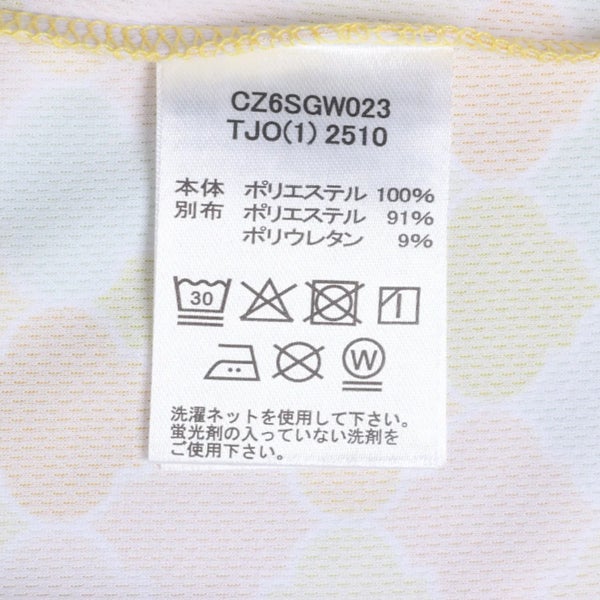 CZ6SGW023
TJO(1) 2510
本体 ポリエステル 100%
別布 ポリエステル 91%
ポリウレタン 9%
30
W
洗濯ネットを使用して下さい。
蛍光剤の入っていない洗剤を
ご使用下さい。